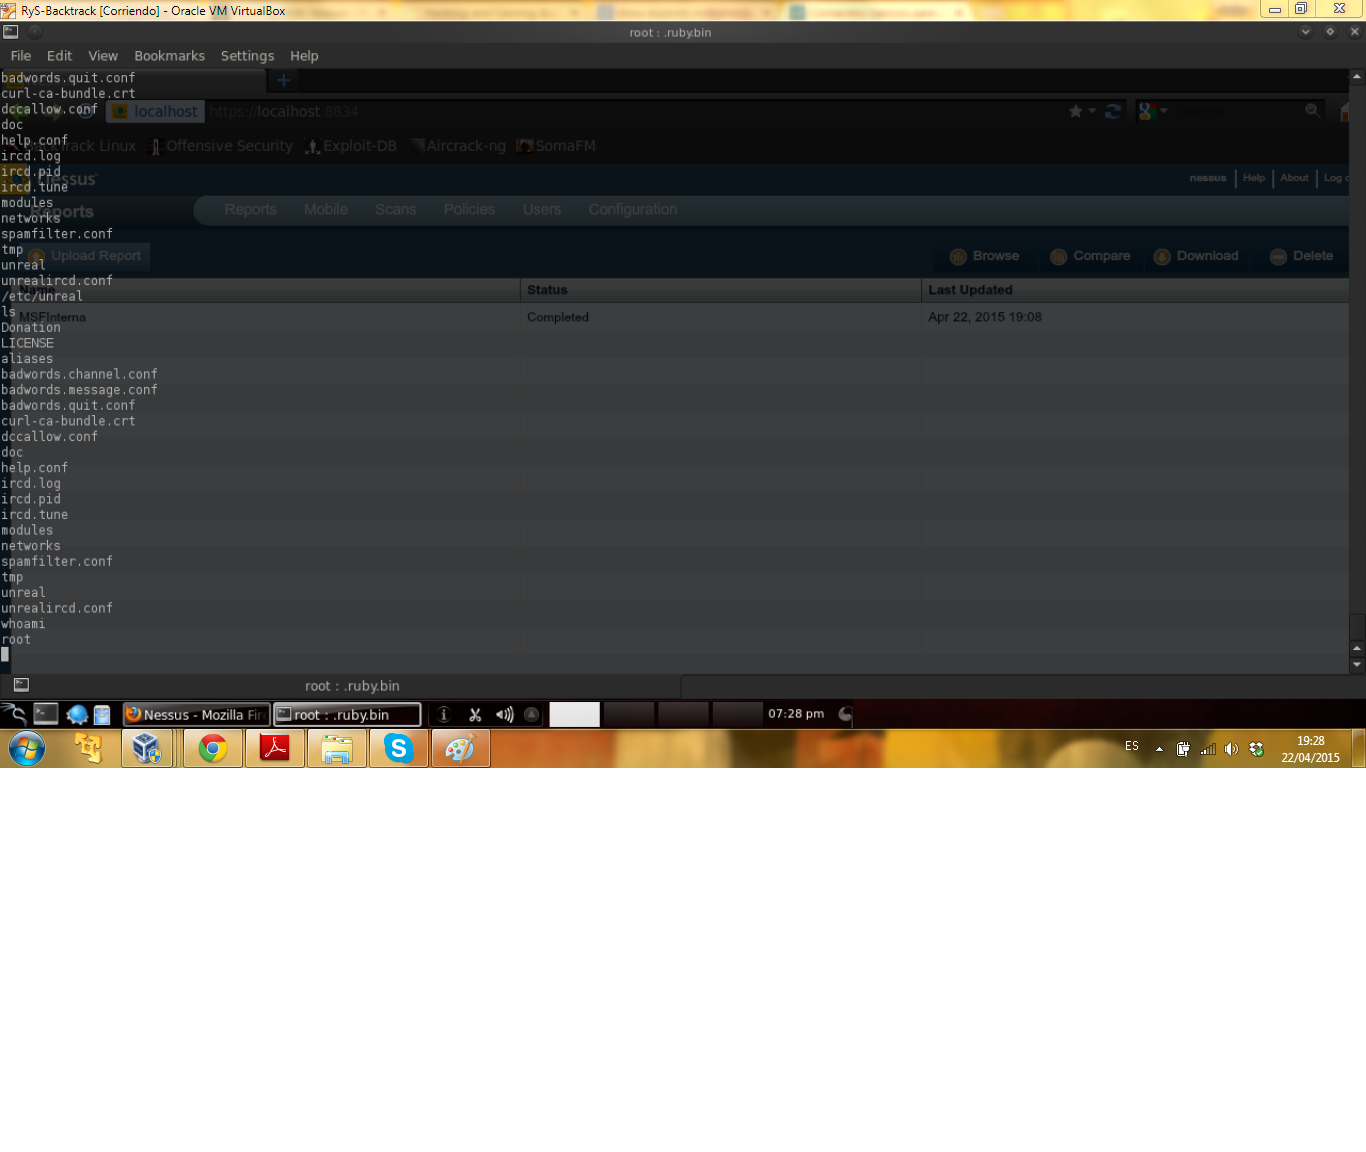 RyS-Backtrack [Corriendo] - Oracle VM VirtualBox
root : .ruby.bin
File Edit View Bookmarks Settings Help
badwords.quit.conf
curl-ca-bundle.crt
dccallow.conf
localhost https://localhost:8834
doc
help.conf
BackTrack Linux Offensive Security Exploit-DB Aircrack-ng SomaFM
ircd.log
ircd.pid
nessus
nessus Help About Log o
ircd.tune
modules
Reports
Reports Mobile Scans Policies Users Configuration
networks
spamfilter.conf
tmp
Upload Report Browse Compare Download Delete
unreal
unrealircd.conf
Name Status Last Updated
/etc/unreal
ls
MSFInterna Completed Apr 22, 2015 19:08
Donation
LICENSE
aliases
badwords.channel.conf
badwords.message.conf
badwords.quit.conf
curl-ca-bundle.crt
dccallow.conf
doc
help.conf
ircd.log
ircd.pid
ircd.tune
modules
networks
spamfilter.conf
tmp
unreal
unrealircd.conf
whoami
root
root : .ruby.bin
Nessus - Mozilla Fire root : .ruby.bin 07:28 pm
ES 19:28
22/04/2015